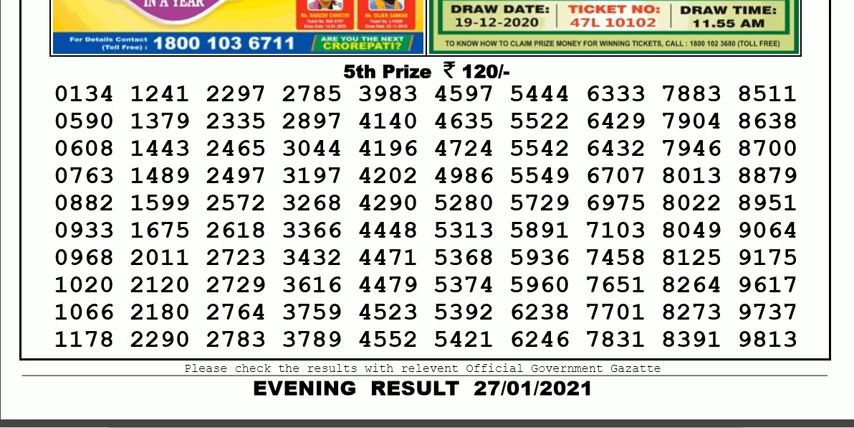 IN A YEAR
Mr. RAKESH CHHETRI
Mr. SUJEN SARKAR
For Details Contact
(Toll Free) : 1800 103 6711
ARE YOU THE NEXT
CROREPATI?
DRAW DATE: TICKET NO: DRAW TIME:
19-12-2020 47L 10102 11.55 AM
TO KNOW HOW TO CLAIM PRIZE MONEY FOR WINNING TICKETS, CALL : 1800 102 3680 (TOLL FREE)
5th Prize ₹ 120/-
0134 1241 2297 2785 3983 4597 5444 6333 7883 8511
0590 1379 2335 2897 4140 4635 5522 6429 7904 8638
0608 1443 2465 3044 4196 4724 5542 6432 7946 8700
0763 1489 2497 3197 4202 4986 5549 6707 8013 8879
0882 1599 2572 3268 4290 5280 5729 6975 8022 8951
0933 1675 2618 3366 4448 5313 5891 7103 8049 9064
0968 2011 2723 3432 4471 5368 5936 7458 8125 9175
1020 2120 2729 3616 4479 5374 5960 7651 8264 9617
1066 2180 2764 3759 4523 5392 6238 7701 8273 9737
1178 2290 2783 3789 4552 5421 6246 7831 8391 9813
Please check the results with relevent Official Government Gazatte
EVENING RESULT 27/01/2021